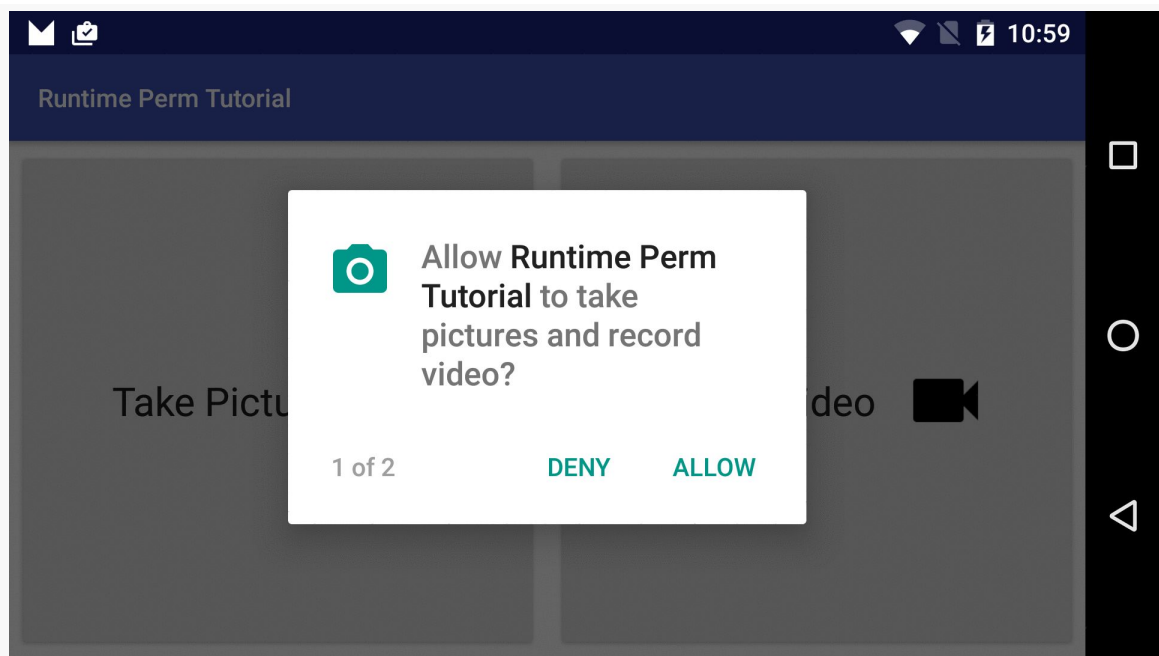 10:59
Runtime Perm Tutorial
Allow Runtime Perm
Tutorial to take
pictures and record
video?
Take Pictu
deo
1 of 2 DENY ALLOW